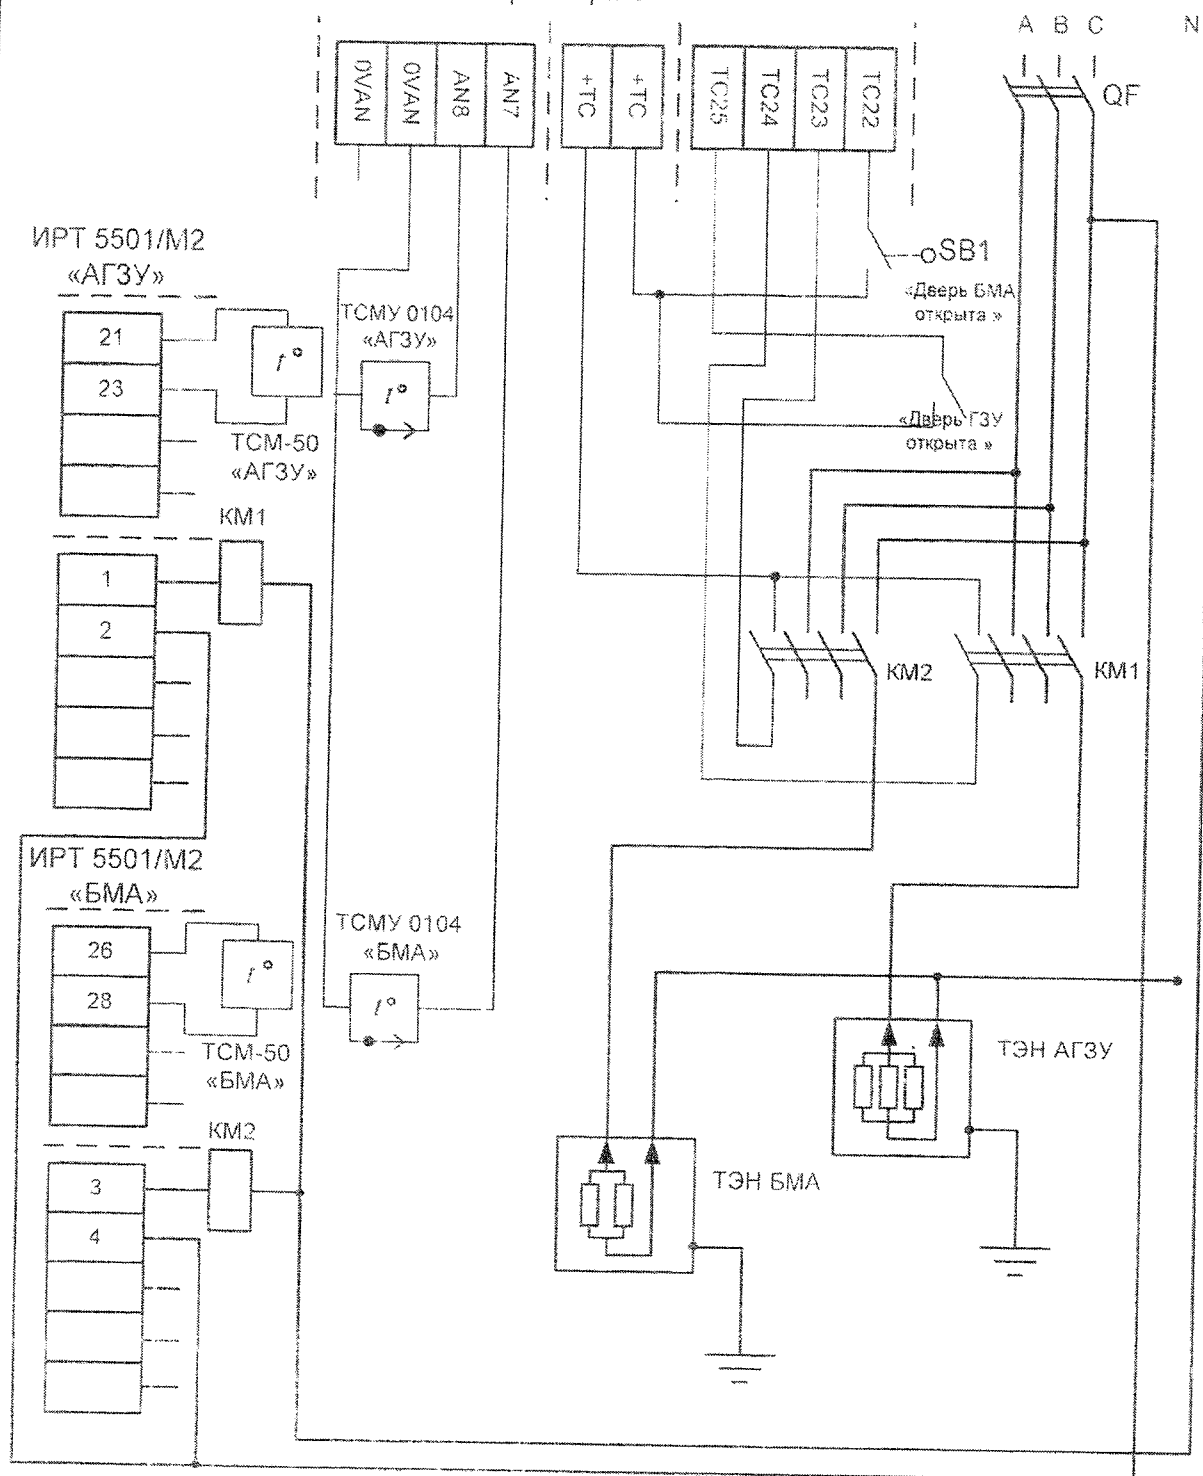 A B C N
QF
0VAN
0VAN
AN8
AN7
+TC
+TC
TC25
TC24
TC23
TC22
SB1
«Дверь БМА
открыта »
ИРТ 5501/М2
«АГЗУ»
21
23
t°
ТСМ-50
«АГЗУ»
ТСМУ 0104
«АГЗУ»
t°
«Дверь ГЗУ
открыта »
КМ1
1
2
КМ2
КМ1
ИРТ 5501/М2
«БМА»
26
28
t°
ТСМ-50
«БМА»
ТСМУ 0104
«БМА»
t°
ТЭН АГЗУ
ТЭН БМА
КМ2
3
4